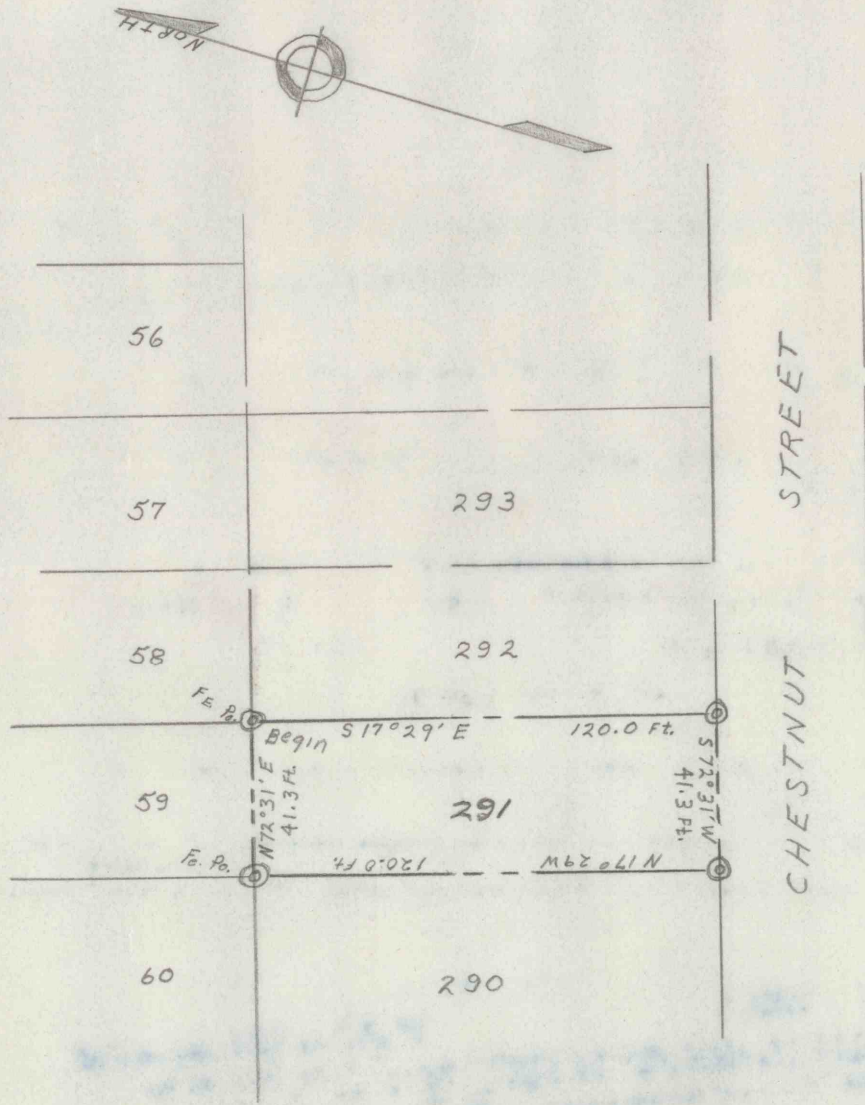 NORTH
56
57
293
58
292
STREET
Fe. Po.
Begin
S 17° 29' E
120.0 Ft.
N 72° 31' E
41.3 Ft.
S 72° 31' W
41.3 Ft.
59
291
Fe. Po.
120.0 Ft.
N 17° 29 W
CHESTNUT
60
290